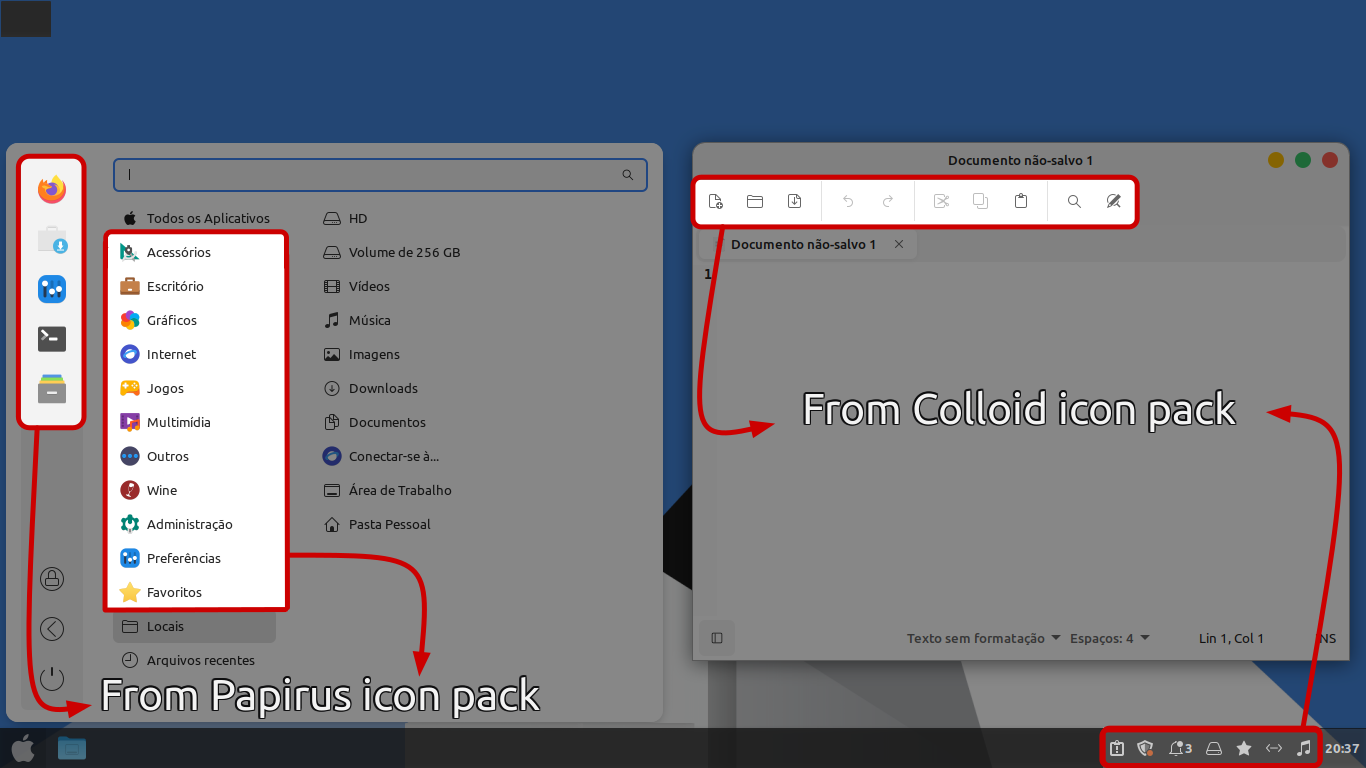 Todos os Aplicativos
Acessórios
Escritório
Gráficos
Internet
Jogos
Multimídia
Outros
Wine
Administração
Preferências
Favoritos
Locais
Arquivos recentes
HD
Volume de 256 GB
Vídeos
Música
Imagens
Downloads
Documentos
Conectar-se à...
Área de Trabalho
Pasta Pessoal
From Papirus icon pack
Documento não-salvo 1
Documento não-salvo 1
1
From Colloid icon pack
Texto sem formatação Espaços: 4 Lin 1, Col 1 NS
3 20:37